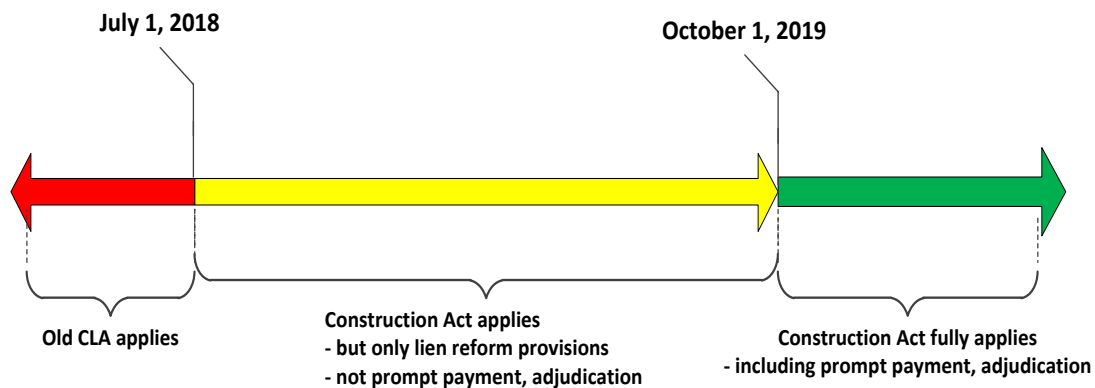 July 1, 2018
October 1, 2019
Old CLA applies
Construction Act applies
- but only lien reform provisions
- not prompt payment, adjudication
Construction Act fully applies
- including prompt payment, adjudication